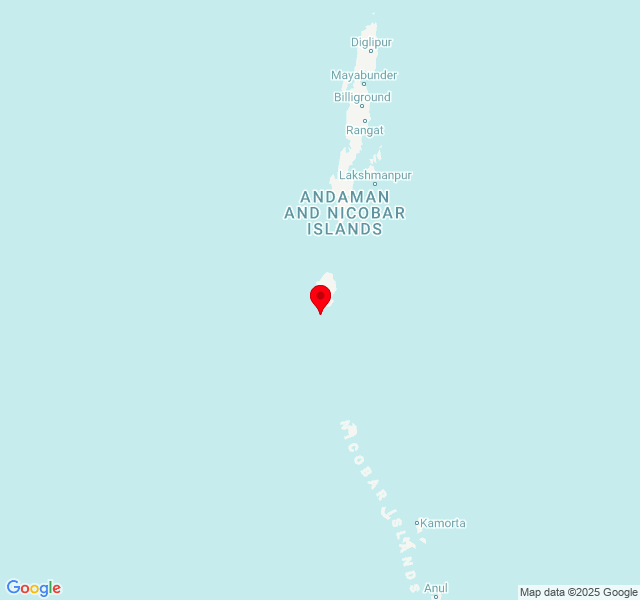 Diglipur
Mayabunder
Billiground
Rangat
Lakshmanpur
ANDAMAN
AND NICOBAR
ISLANDS
NICOBAR ISLANDS
Kamorta
Anul
Google
Map data ©2025 Google